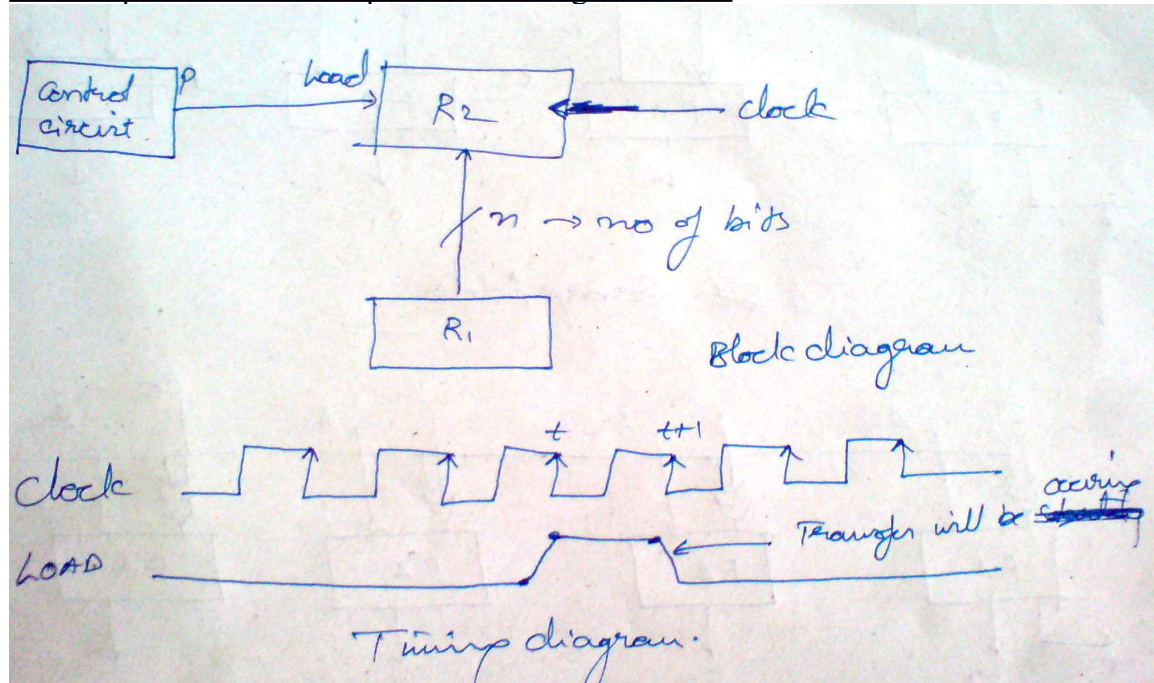 Control
circuit
P
Load
R2
clock
n → no of bits
R1
Block diagram
t
t+1
Clock
occuring
Transfer will be
LOAD
Timing diagram.